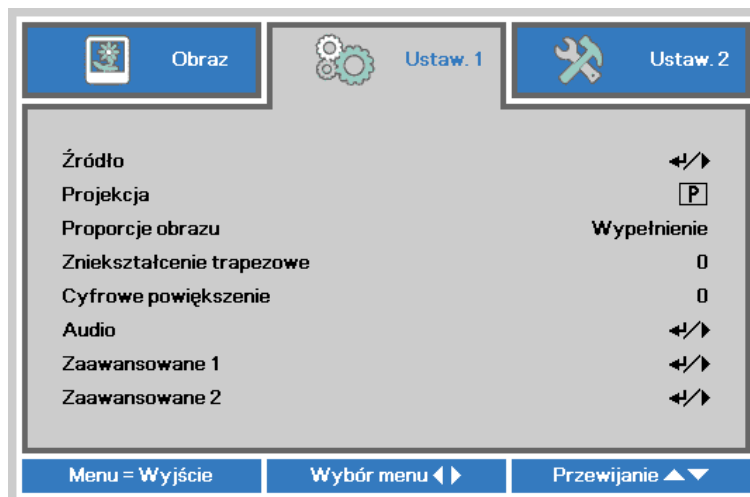 Obraz Ustaw. 1 Ustaw. 2
Źródło ↵/▶
Projekcja P
Proporcje obrazu Wypełnienie
Zniekształcenie trapezowe 0
Cyfrowe powiększenie 0
Audio ↵/▶
Zaawansowane 1 ↵/▶
Zaawansowane 2 ↵/▶
Menu = Wyjście Wybór menu ◀ ▶ Przewijanie ▲▼